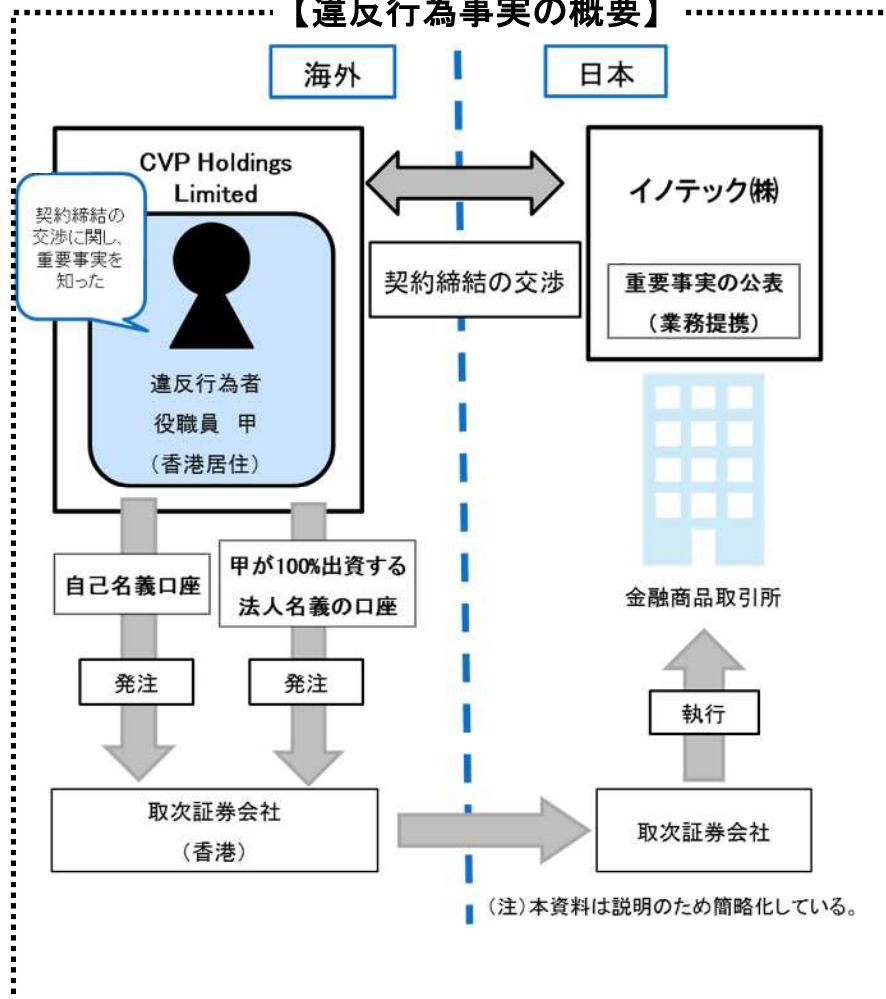 【違反行為事実の概要】
海外
日本
CVP Holdings
Limited
契約締結の
交渉に関し、
重要事実を
知った
違反行為者
役職員 甲
(香港居住)
契約締結の交渉
イノテック㈱
重要事実の公表
(業務提携)
自己名義口座
甲が100%出資する
法人名義の口座
金融商品取引所
発注
発注
執行
取次証券会社
(香港)
取次証券会社
(注)本資料は説明のため簡略化している。